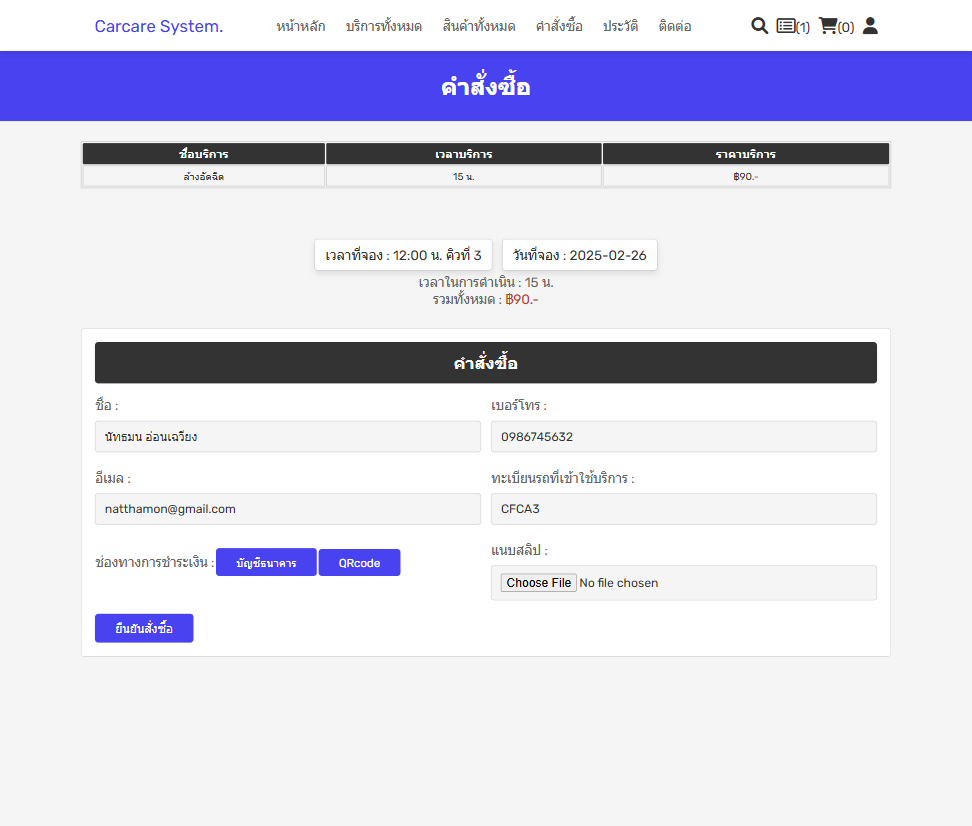 Carcare System. หน้าหลัก บริการทั้งหมด สินค้าทั้งหมด คำสั่งซื้อ ประวัติ ติดต่อ (1) (0)
คำสั่งซื้อ
ชื่อบริการ เวลาบริการ ราคาบริการ
ล้างอัดฉีด 15 น. ฿90.-
เวลาที่จอง : 12:00 น. คิวที่ 3 วันที่จอง : 2025-02-26
เวลาในการดำเนิน : 15 น.
รวมทั้งหมด : ฿90.-
คำสั่งซื้อ
ชื่อ : เบอร์โทร :
นัทธมน อ่อนเฉวียง 0986745632
อีเมล : ทะเบียนรถที่เข้าใช้บริการ :
natthamon@gmail.com CFCA3
ช่องทางการชำระเงิน : บัญชีธนาคาร QRcode แนบสลิป :
Choose File No file chosen
ยืนยันสั่งซื้อ